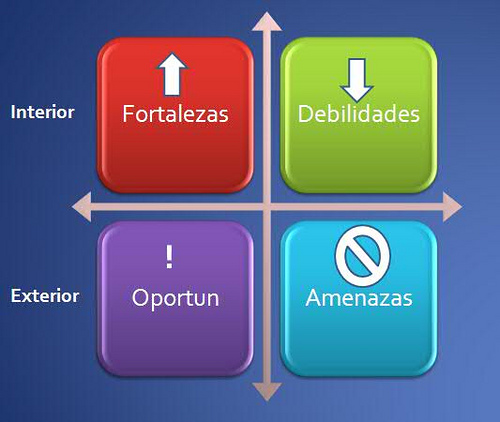 Interior
Fortalezas
Debilidades
!
Exterior
Oportun
Amenazas